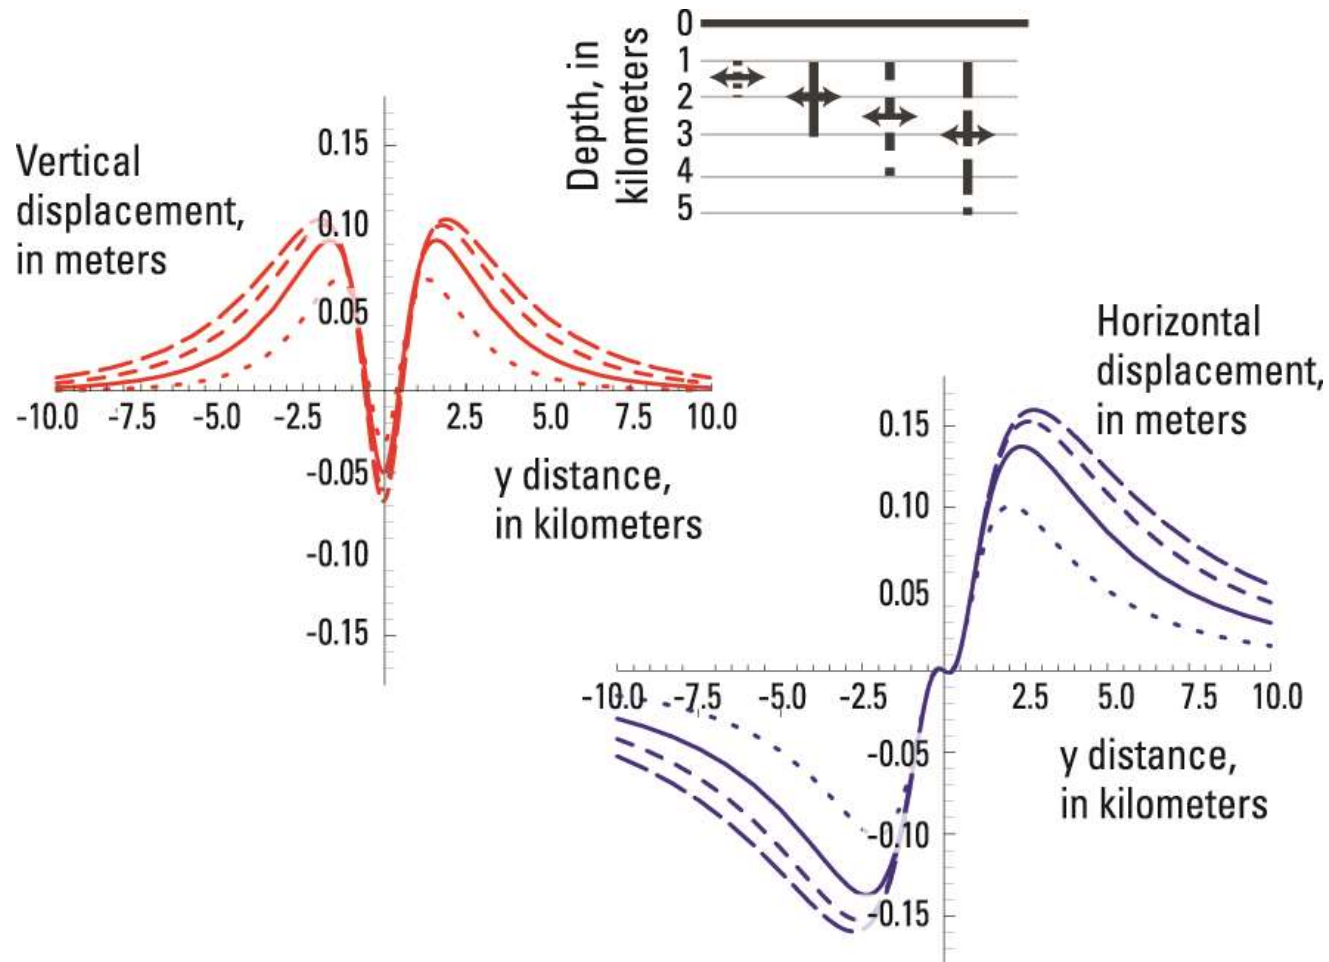 Depth, in
kilometers
0
1
2
3
4
5
Vertical
displacement,
in meters
0.15
0.10
0.05
-10.0 -7.5 -5.0 -2.5 2.5 5.0 7.5 10.0
-0.05
-0.10
-0.15
y distance,
in kilometers
Horizontal
displacement,
in meters
0.15
0.10
0.05
-10.0 -7.5 -5.0 -2.5 2.5 5.0 7.5 10.0
-0.05
-0.10
-0.15
y distance,
in kilometers